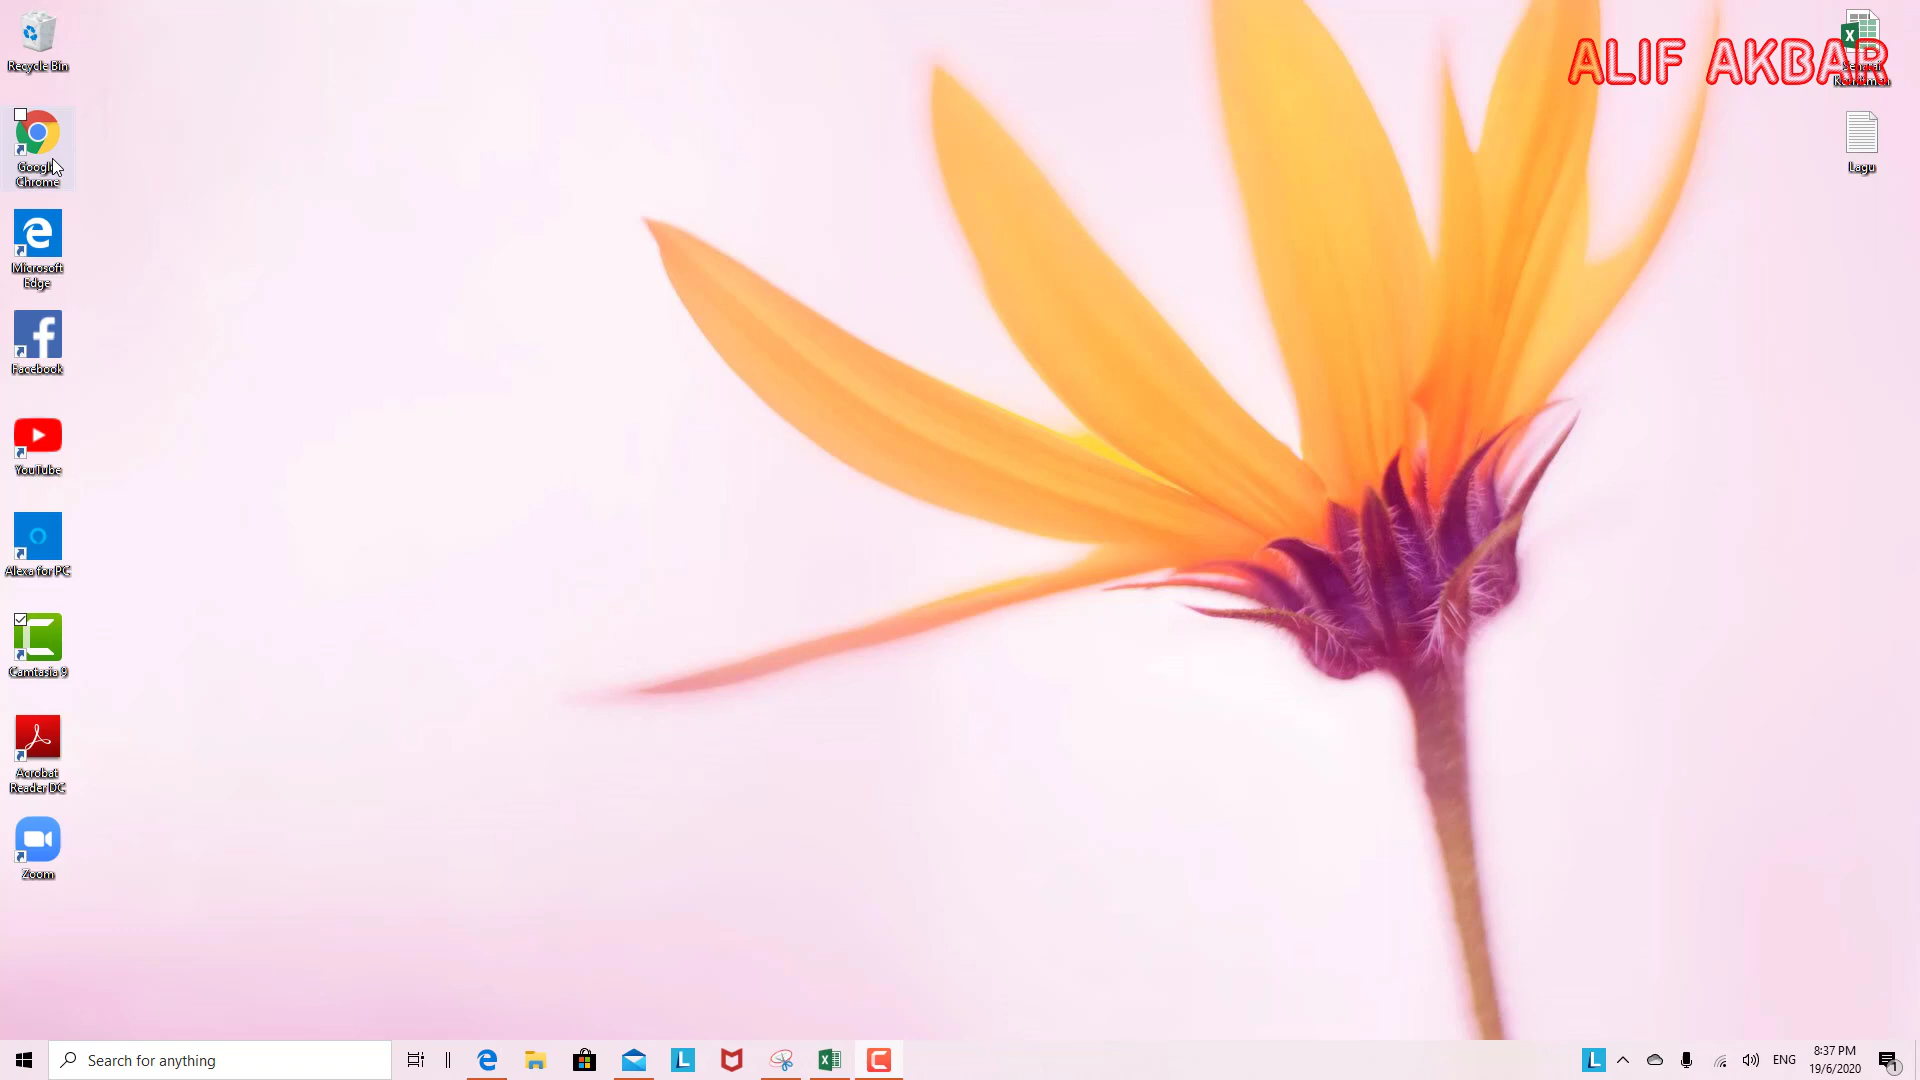 Recycle Bin
Google
Chrome
Microsoft
Edge
Facebook
YouTube
Alexa for PC
Camtasia 9
Acrobat
Reader DC
Zoom
ALIF AKBAR
Lagu
Search for anything
ENG
8:37 PM
19/6/2020
1